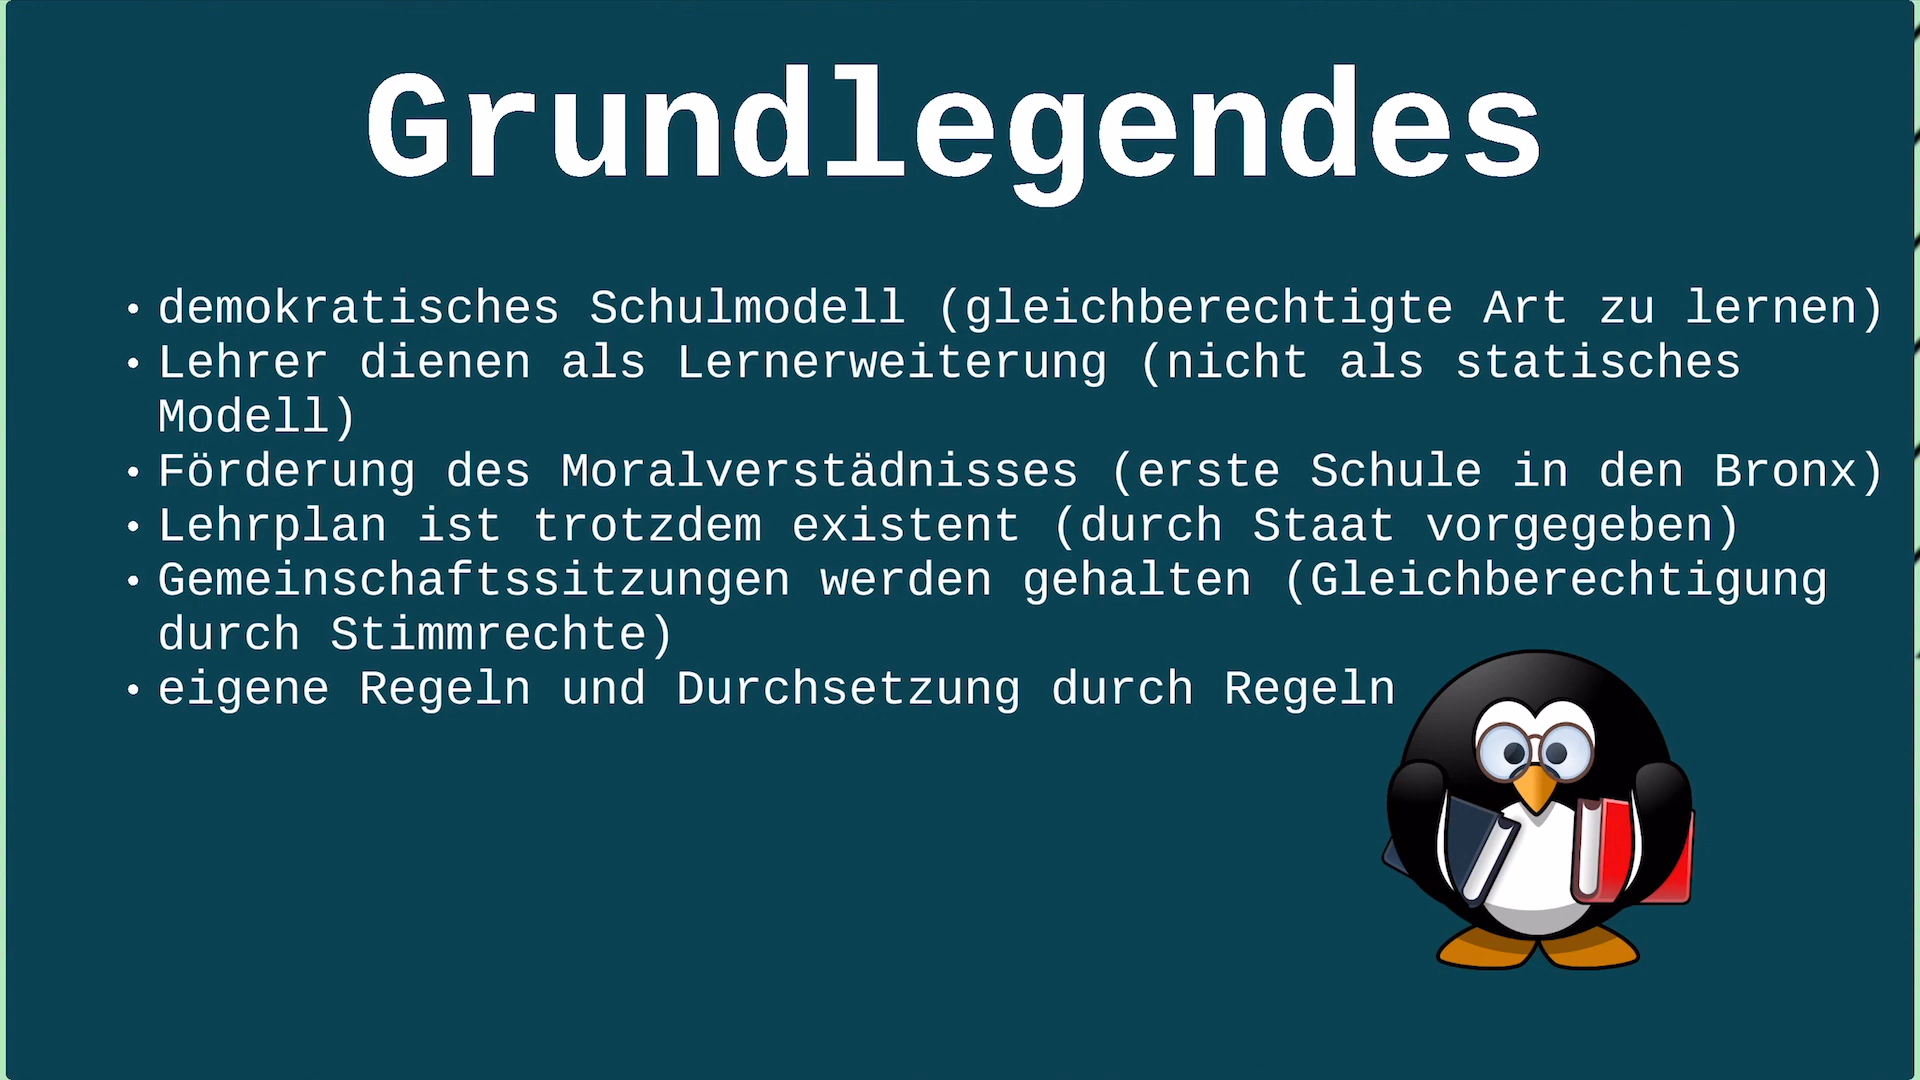 Grundlegendes
• demokratisches Schulmodell (gleichberechtigte Art zu lernen)
• Lehrer dienen als Lernerweiterung (nicht als statisches
Modell)
• Förderung des Moralverstädnisses (erste Schule in den Bronx)
• Lehrplan ist trotzdem existent (durch Staat vorgegeben)
• Gemeinschaftssitzungen werden gehalten (Gleichberechtigung
durch Stimmrechte)
• eigene Regeln und Durchsetzung durch Regeln